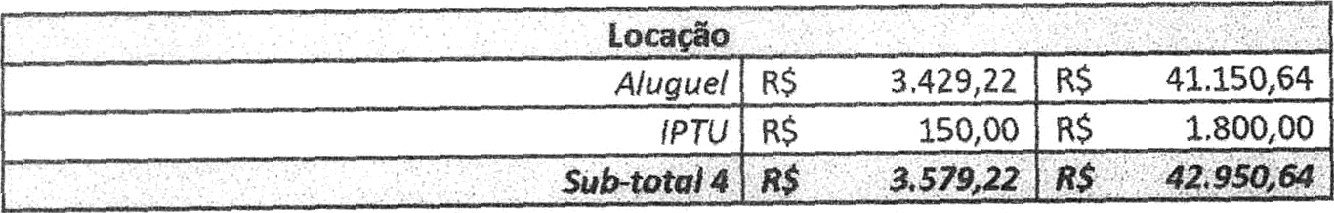 Locação
Aluguel R$ 3.429,22 R$ 41.150,64
IPTU R$ 150,00 R$ 1.800,00
Sub-total 4 R$ 3.579,22 R$ 42.950,64